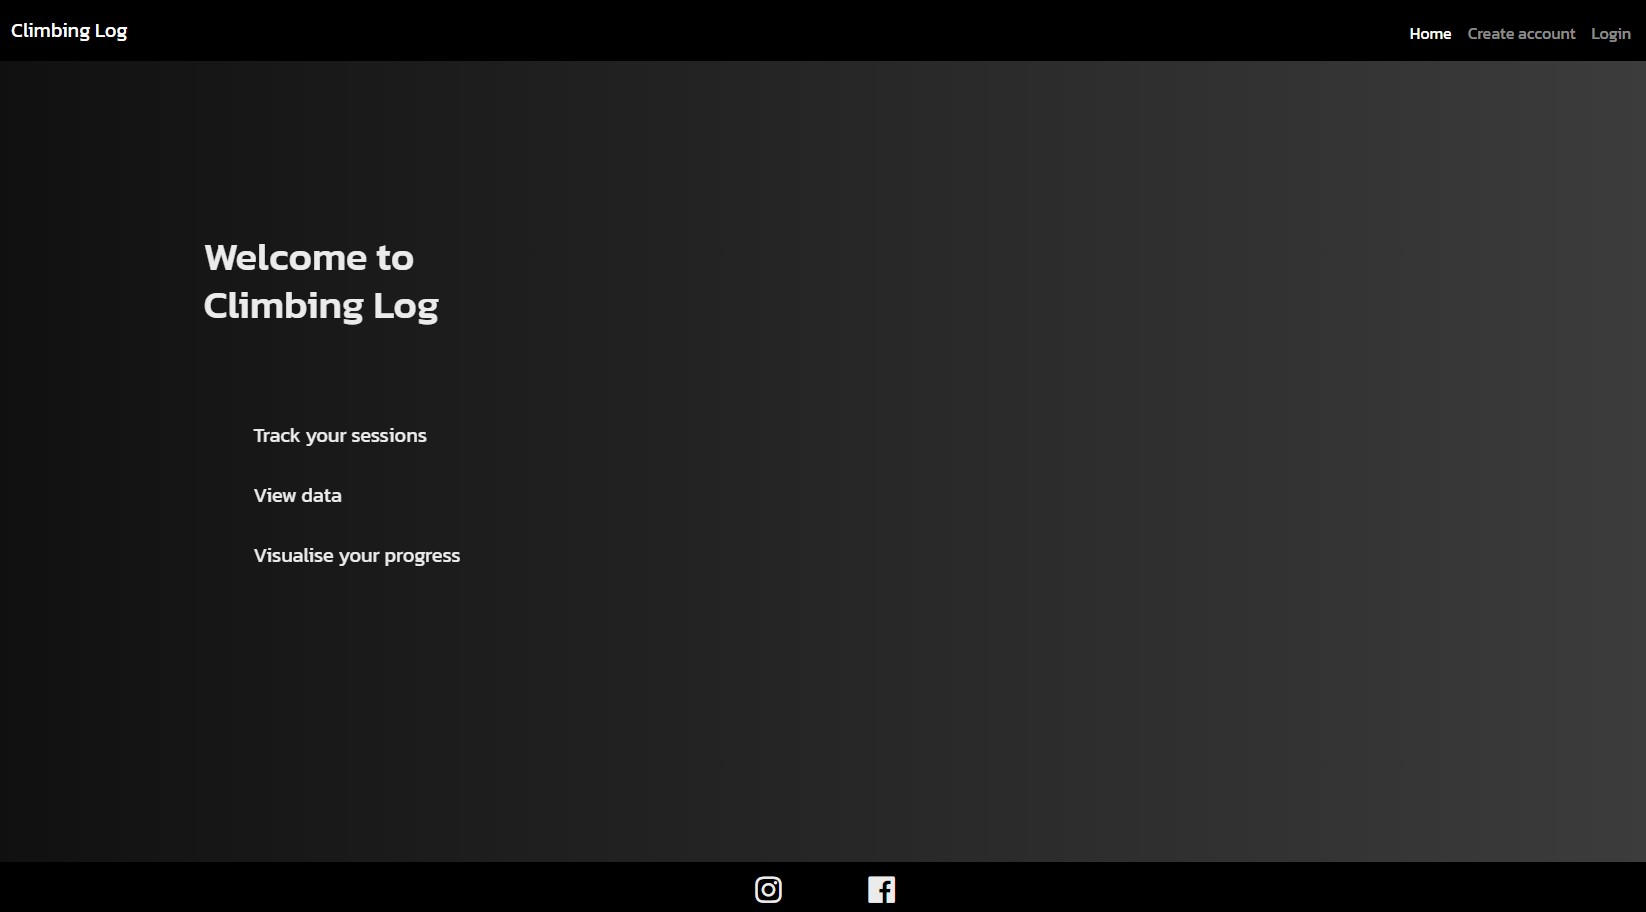 Climbing Log
Home Create account Login
Welcome to
Climbing Log
Track your sessions
View data
Visualise your progress